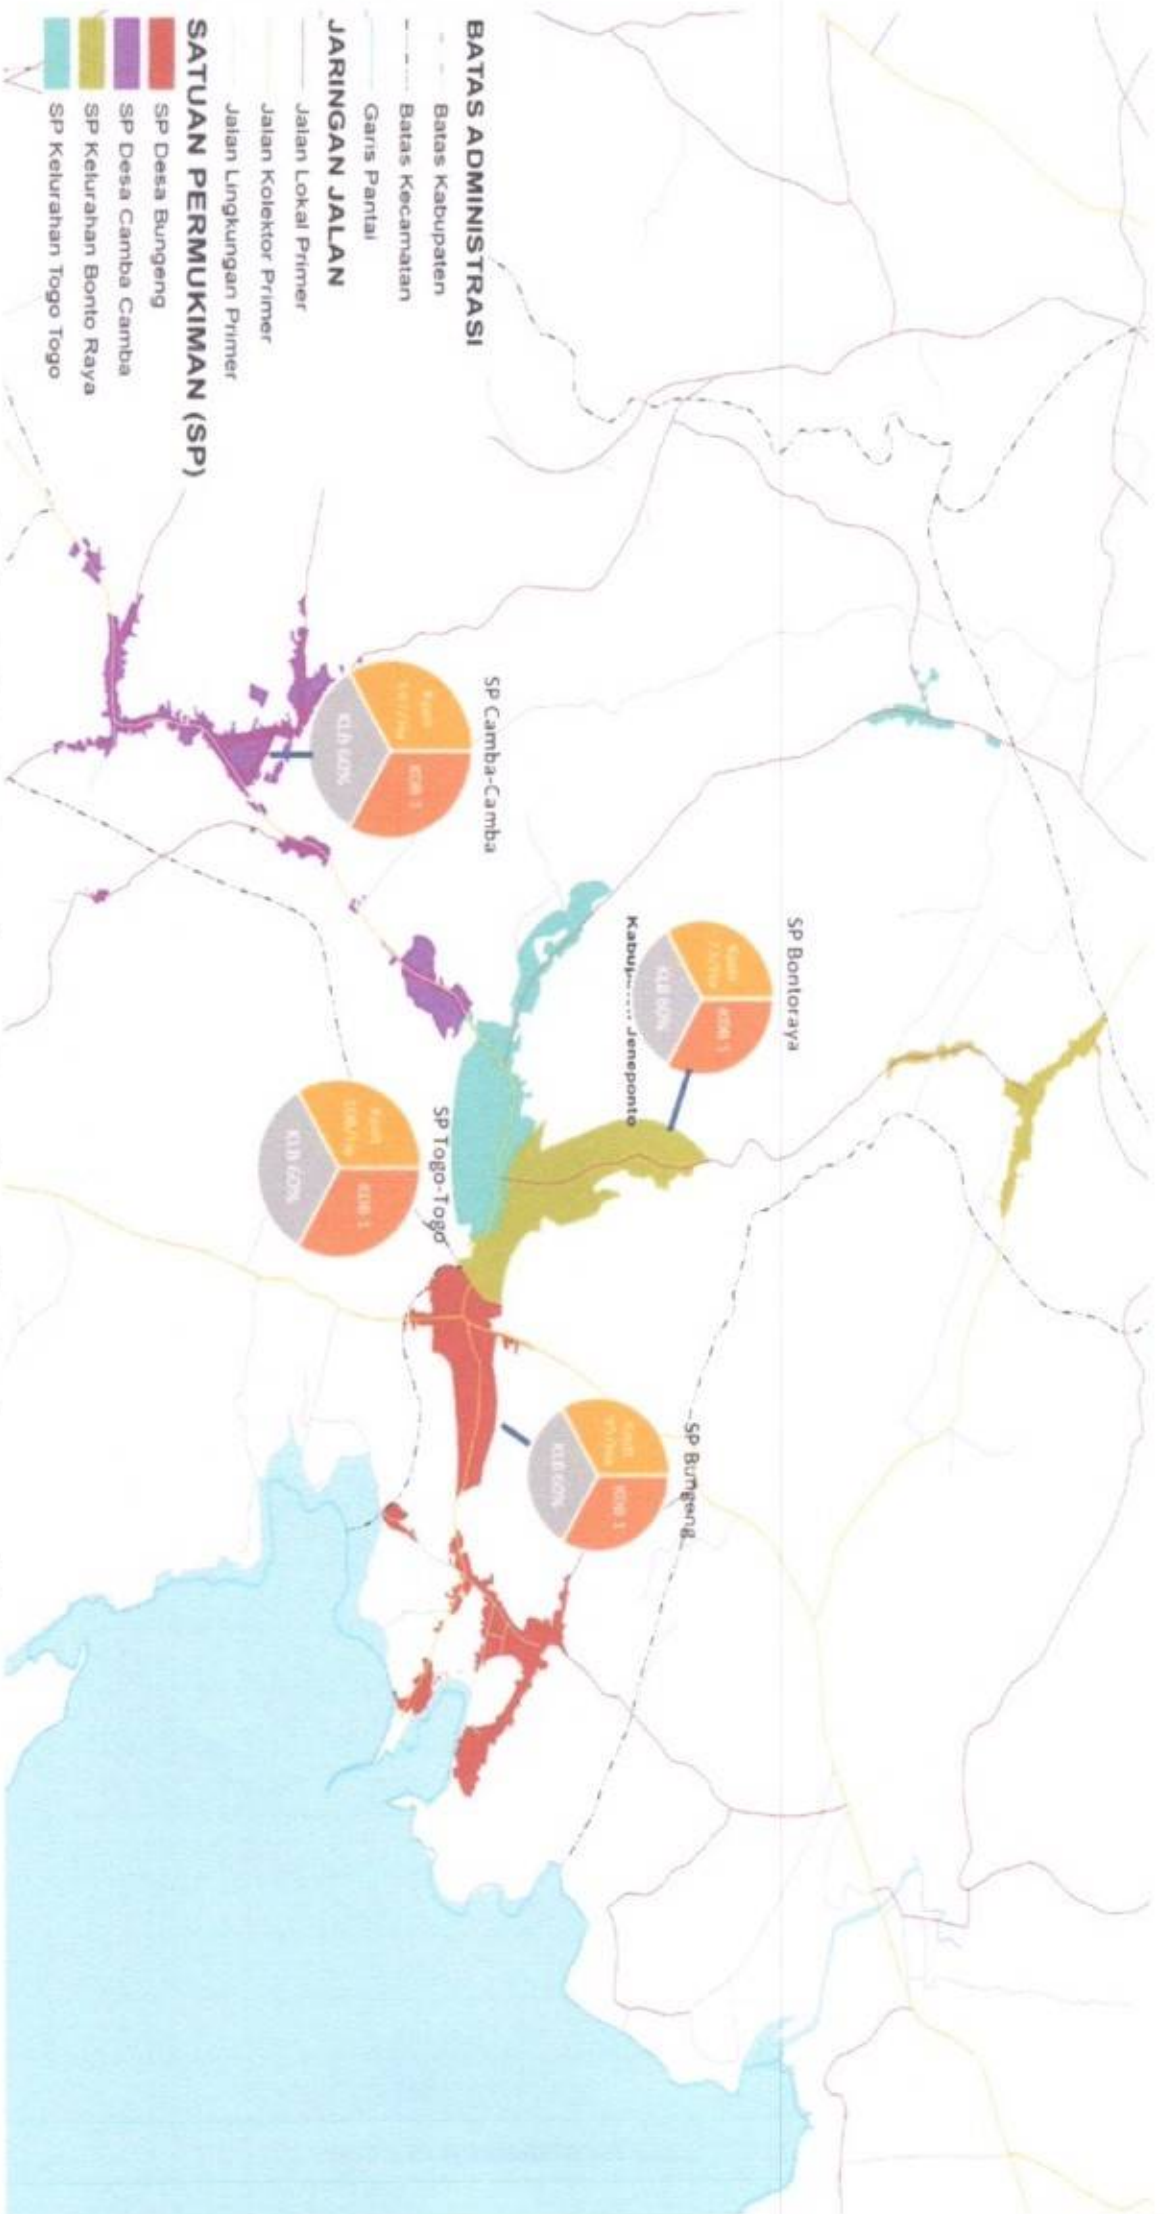 BATAS ADMINISTRASI
Batas Kabupaten
Batas Kecamatan
Garis Pantai
JARINGAN JALAN
Jalan Lokal Primer
Jalan Kolektor Primer
Jalan Lingkungan Primer
SATUAN PERMUKIMAN (SP)
SP Desa Bungeng
SP Desa Camba Camba
SP Kelurahan Bonto Raya
SP Kelurahan Togo Togo
SP Camba-Camba
KDB 1
KLB 60%
SP Bontoraya
KDB 1
KLB 60%
Jeneponto
SP Togo-Togo
KDB 1
KLB 60%
SP Bungeng
KDB 1
KLB 60%